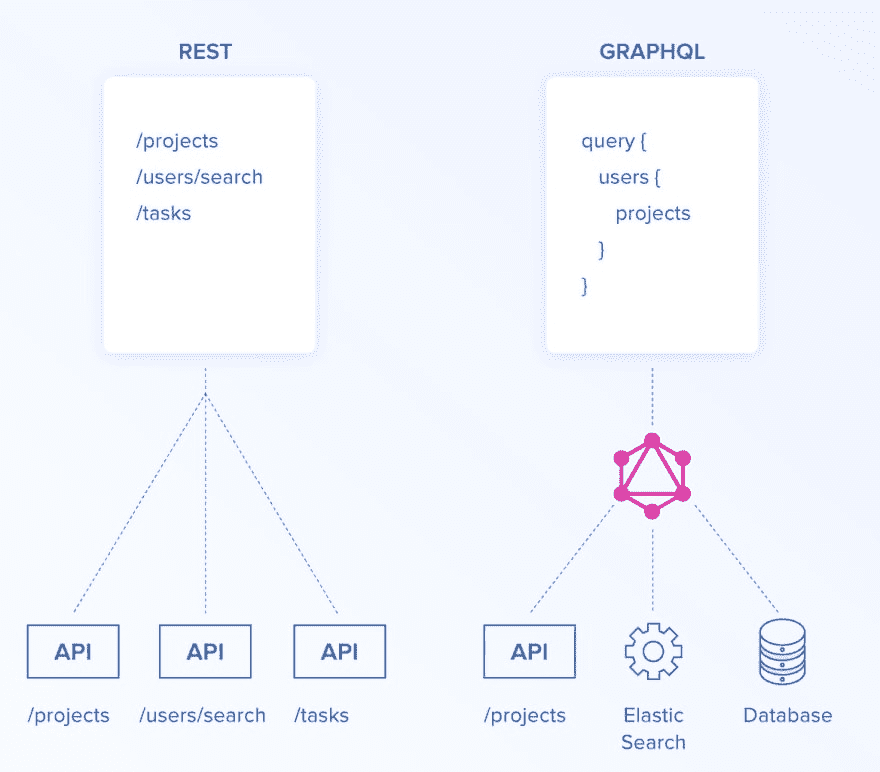 REST
/projects
/users/search
/tasks
API
/projects
API
/users/search
API
/tasks
GRAPHQL
query {
users {
projects
}
}
API
/projects
Elastic
Search
Database